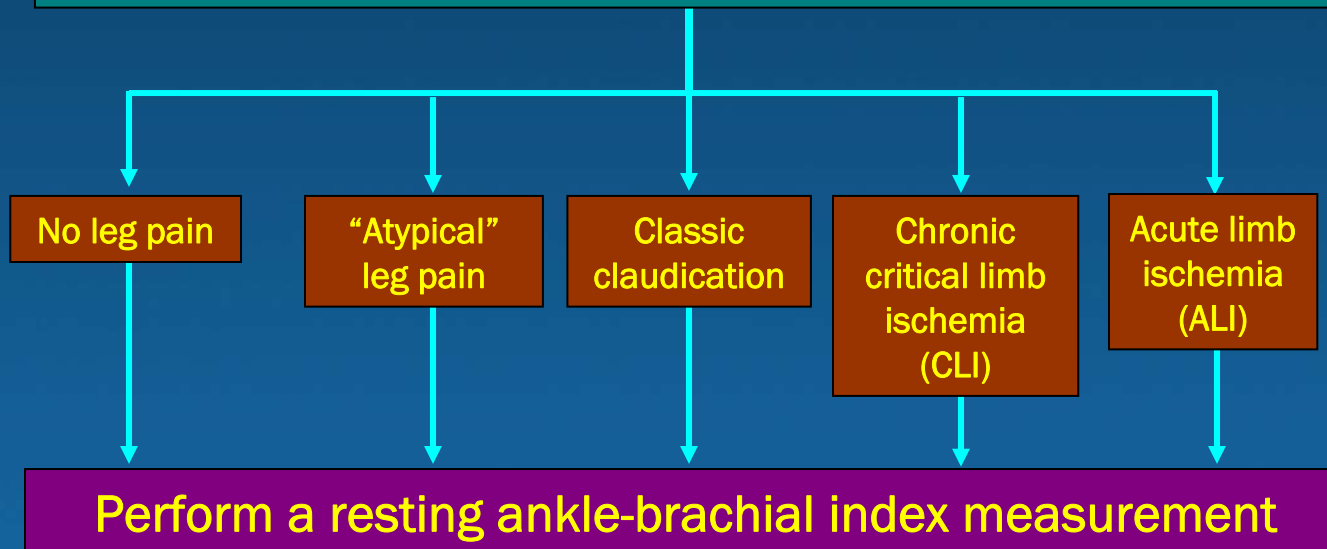 No leg pain
“Atypical”
leg pain
Classic
claudication
Chronic
critical limb
ischemia
(CLI)
Acute limb
ischemia
(ALI)
Perform a resting ankle-brachial index measurement